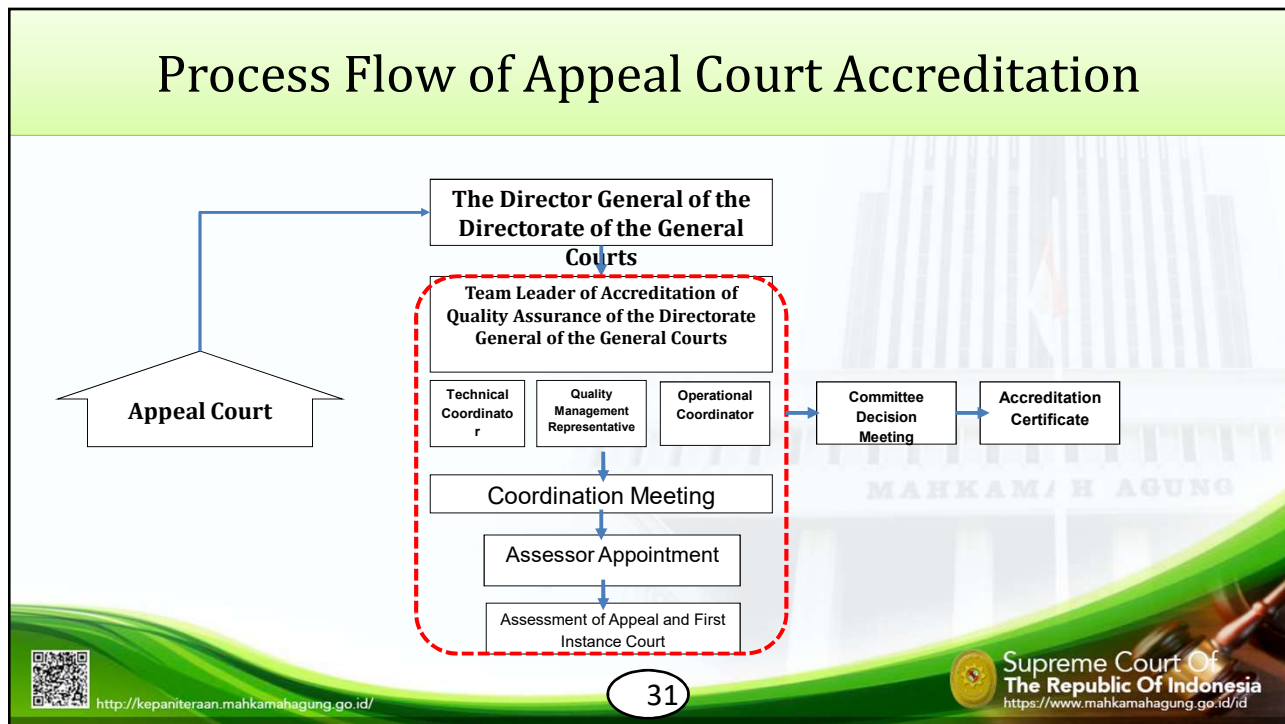 Process Flow of Appeal Court Accreditation
The Director General of the
Directorate of the General
Courts
Team Leader of Accreditation of
Quality Assurance of the Directorate
General of the General Courts
Appeal Court
Technical
Coordinato
r
Quality
Management
Representative
Operational
Coordinator
Committee
Decision
Meeting
Accreditation
Certificate
Coordination Meeting
Assessor Appointment
Assessment of Appeal and First
Instance Court
MAHKAMAH AGUNG
http://kepaniteraan.mahkamahagung.go.id/
31
Supreme Court Of
The Republic Of Indonesia
https://www.mahkamahagung.go.id/id